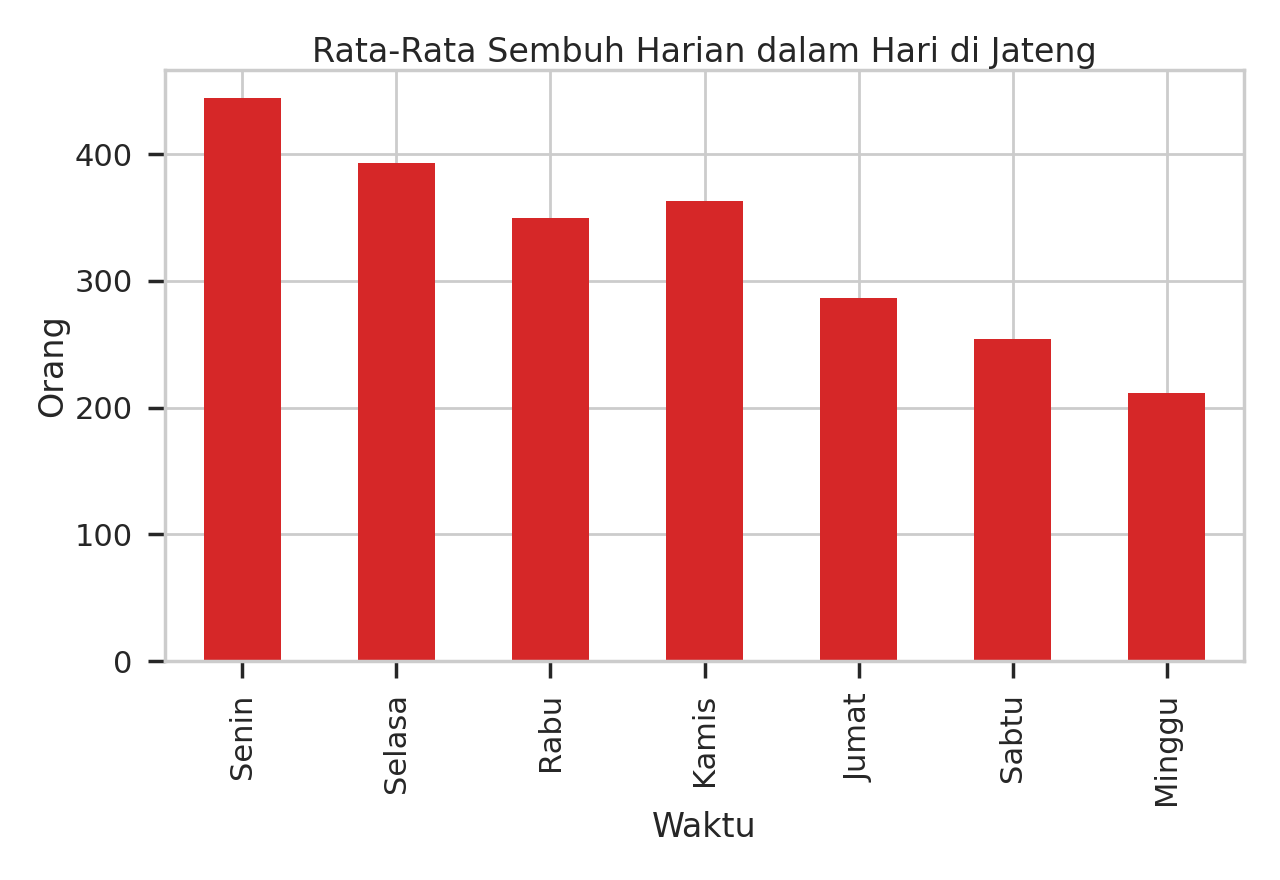 Rata-Rata Sembuh Harian dalam Hari di Jateng
Orang
400
300
200
100
0
Senin
Selasa
Rabu
Kamis
Jumat
Sabtu
Minggu
Waktu